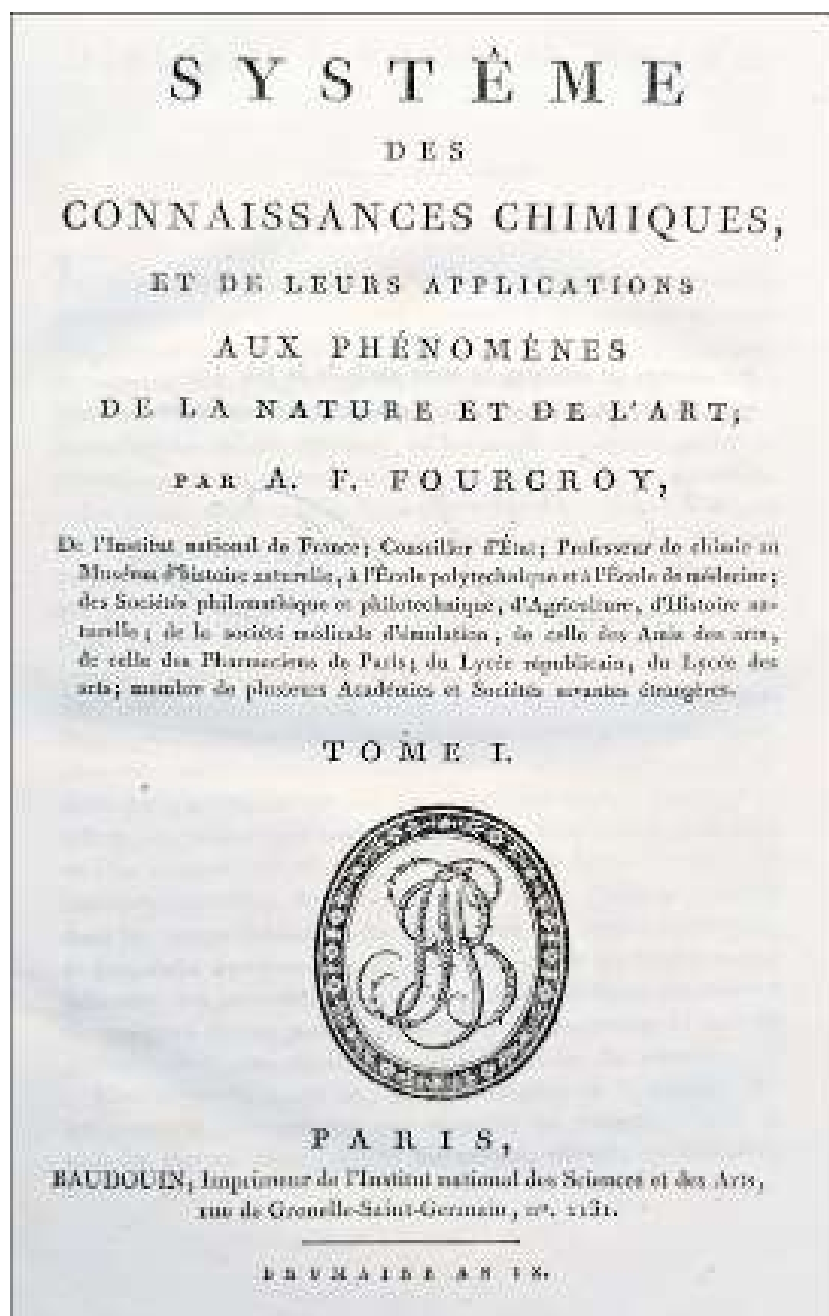 SYSTÊME
DES
CONNAISSANCES CHIMIQUES,
ET DE LEURS APPLICATIONS
AUX PHÉNOMÈNES
DE LA NATURE ET DE L'ART;
PAR A. F. FOURCROY,
De l'Institut national de France; Conseiller d'État; Professeur de chimie au
Muséum d'histoire naturelle, à l'École polytechnique et à l'École de médecine;
des Sociétés philomathique et philotechnique, d'Agriculture, d'Histoire na-
turelle; de la société médicale d'émulation, de celle des Amis des arts,
de celle des Pharmaciens de Paris; du Lycée républicain, du Lycée des
arts; membre de plusieurs Académies et Sociétés savantes étrangères.
TOME I.
PARIS,
BAUDOUIN, Imprimeur de l'Institut national des Sciences et des Arts,
rue de Grenelle-Saint-Germain, n°. 1131.
BRUMAIRE AN IX.